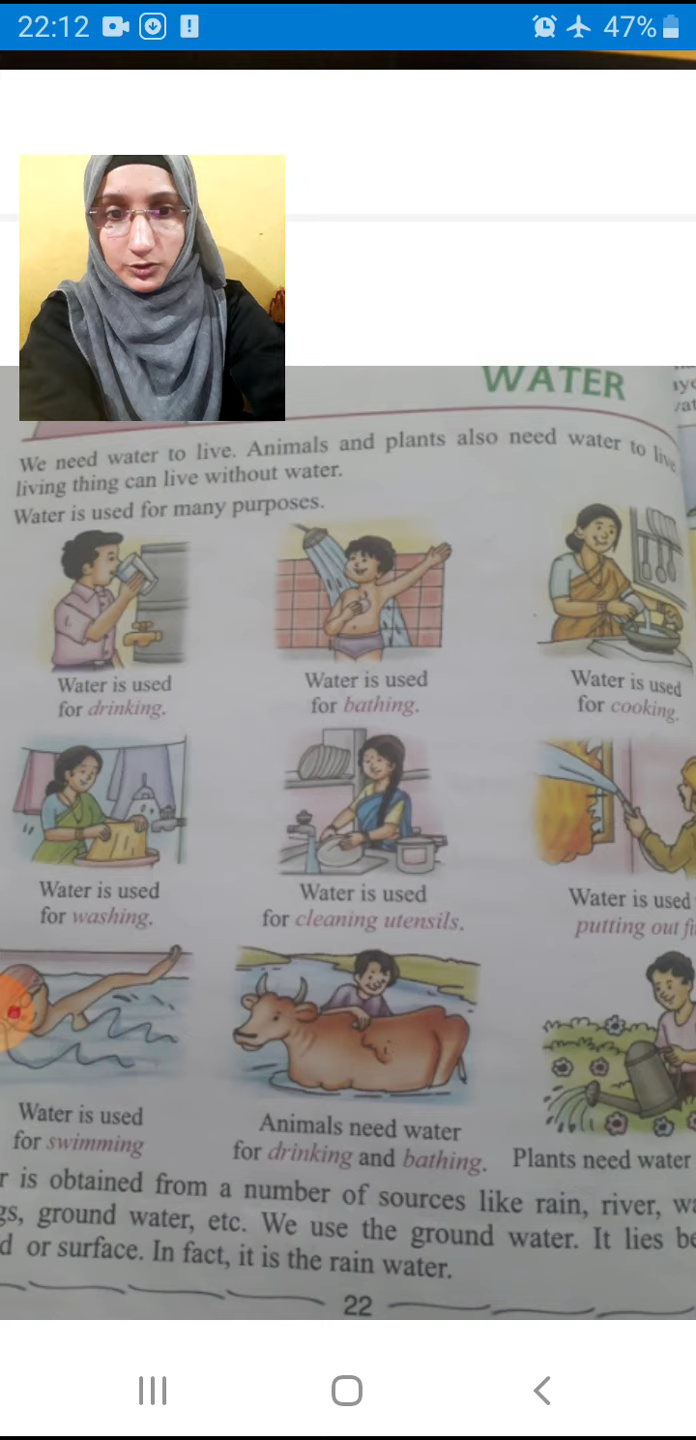 22:12
47%
WATER
We need water to live. Animals and plants also need water to live
living thing can live without water.
Water is used for many purposes.
Water is used
for drinking.
Water is used
for bathing.
Water is used
for cooking.
Water is used
for washing.
Water is used
for cleaning utensils.
Water is used
putting out fi
Water is used
for swimming
Animals need water
for drinking and bathing.
Plants need water
r is obtained from a number of sources like rain, river, wa
gs, ground water, etc. We use the ground water. It lies be
d or surface. In fact, it is the rain water.
22